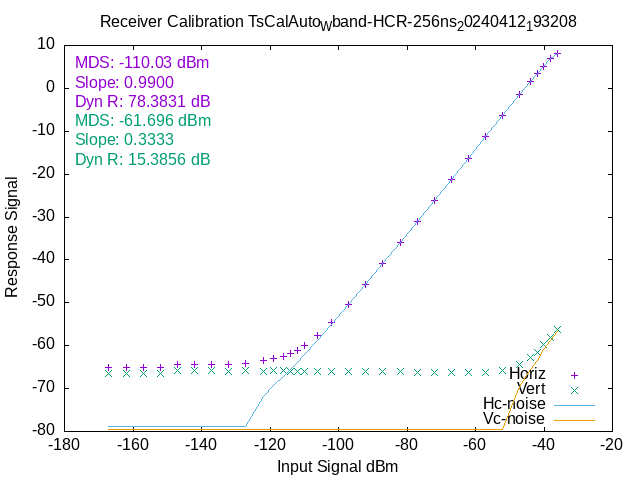 Receiver Calibration TsCalAuto_Wband-HCR-256ns_20240412_193208
MDS: -110.03 dBm
Slope: 0.9900
Dyn R: 78.3831 dB
MDS: -61.696 dBm
Slope: 0.3333
Dyn R: 15.3856 dB
10
0
-10
-20
-30
-40
-50
-60
-70
-80
Response Signal
Horiz
Vert
Hc-noise
Vc-noise
-180 -160 -140 -120 -100 -80 -60 -40 -20
Input Signal dBm